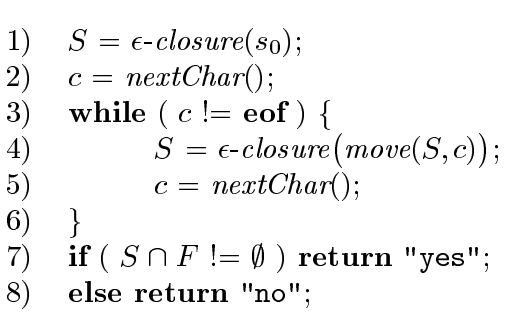 1) S = ϵ-closure(s₀);
2) c = nextChar();
3) while ( c != eof ) {
4) S = ϵ-closure(move(S,c));
5) c = nextChar();
6) }
7) if ( S ∩ F != ∅ ) return "yes";
8) else return "no";